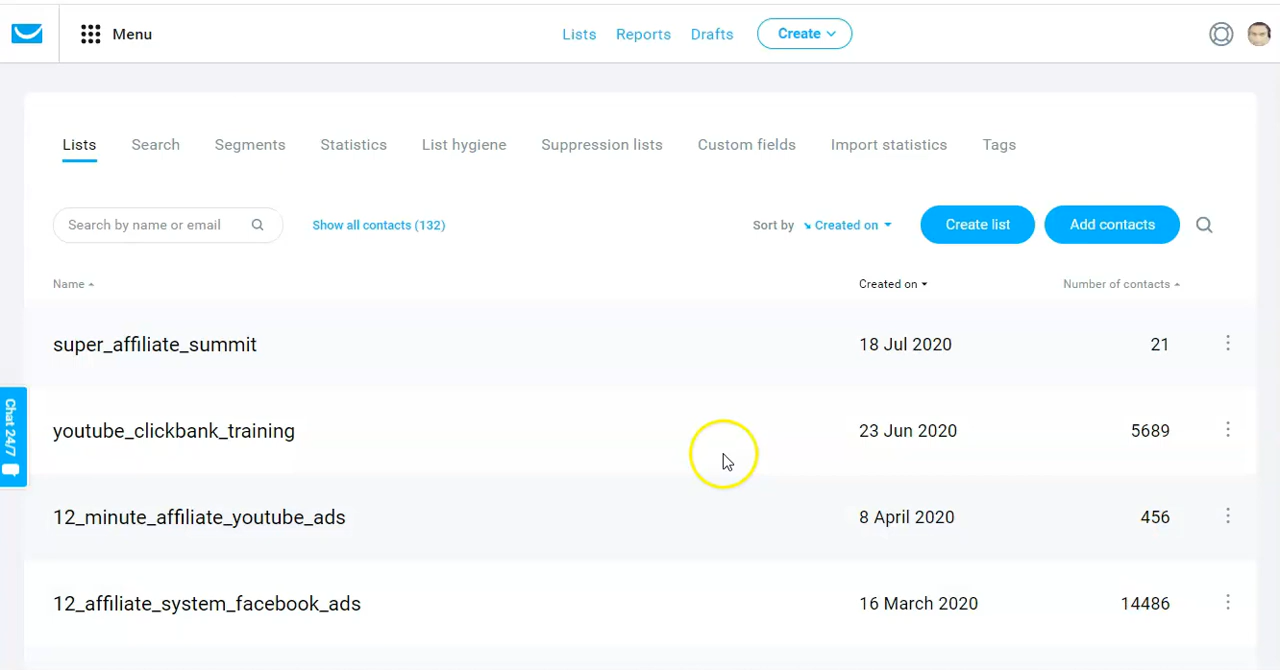 Menu
Lists Reports Drafts Create
Lists Search Segments Statistics List hygiene Suppression lists Custom fields Import statistics Tags
Search by name or email Show all contacts (132) Sort by Created on Create list Add contacts
Name Created on Number of contacts
super_affiliate_summit 18 Jul 2020 21
youtube_clickbank_training 23 Jun 2020 5689
12_minute_affiliate_youtube_ads 8 April 2020 456
12_affiliate_system_facebook_ads 16 March 2020 14486
Chat 24/7